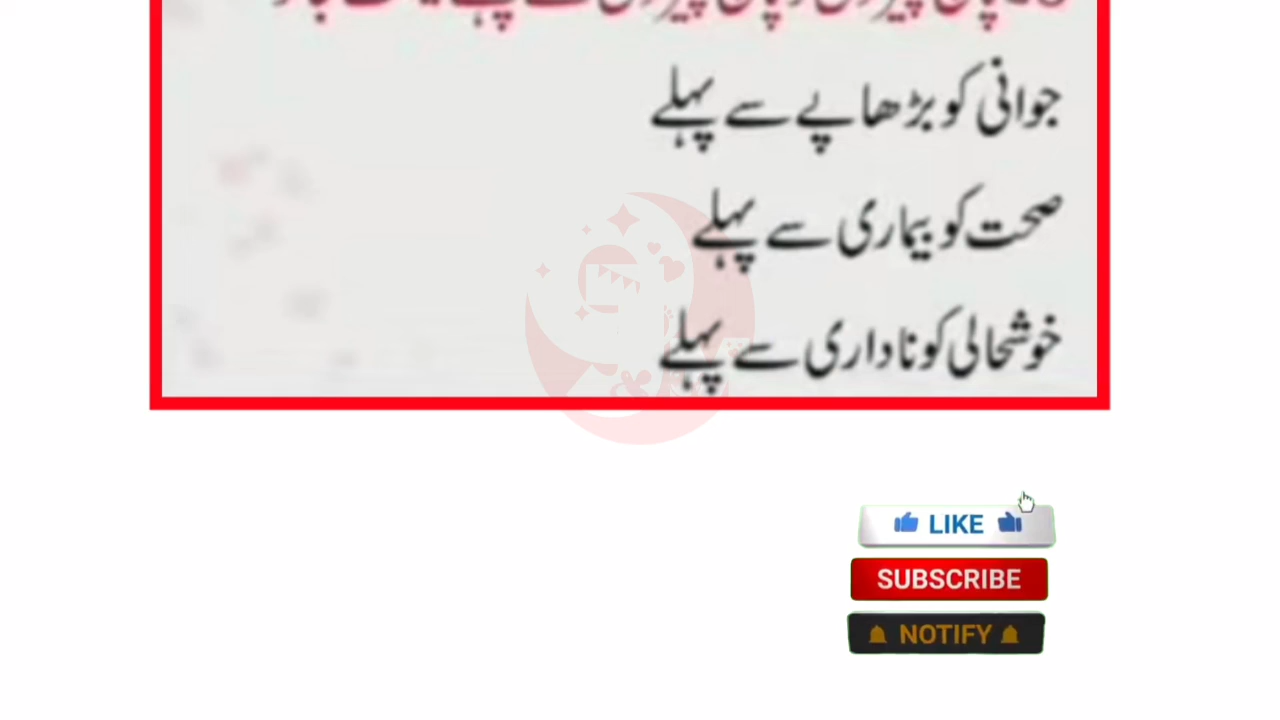 جوانی کو بڑھاپے سے پہلے
صحت کو بیماری سے پہلے
خوشحالی کو ناداری سے پہلے
LIKE
SUBSCRIBE
NOTIFY